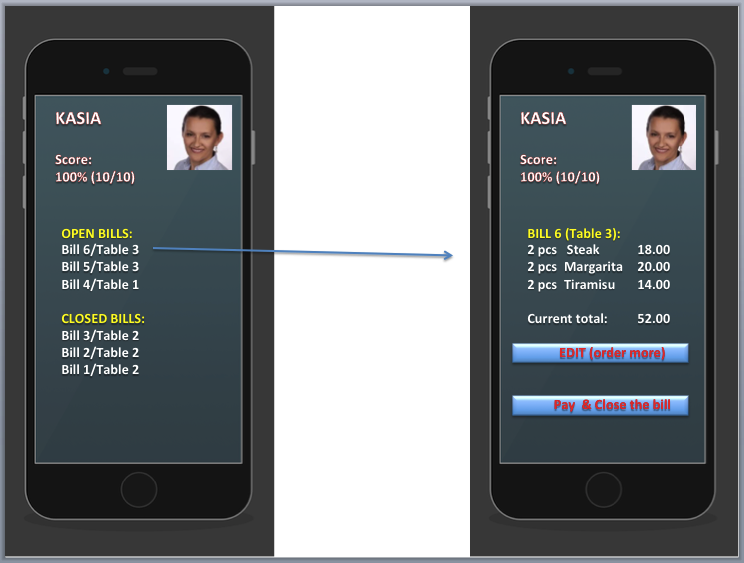 KASIA
Score:
100% (10/10)
OPEN BILLS:
Bill 6/Table 3
Bill 5/Table 3
Bill 4/Table 1
CLOSED BILLS:
Bill 3/Table 2
Bill 2/Table 2
Bill 1/Table 2
KASIA
Score:
100% (10/10)
BILL 6 (Table 3):
2 pcs Steak 18.00
2 pcs Margarita 20.00
2 pcs Tiramisu 14.00
Current total: 52.00
EDIT (order more)
Pay & Close the bill